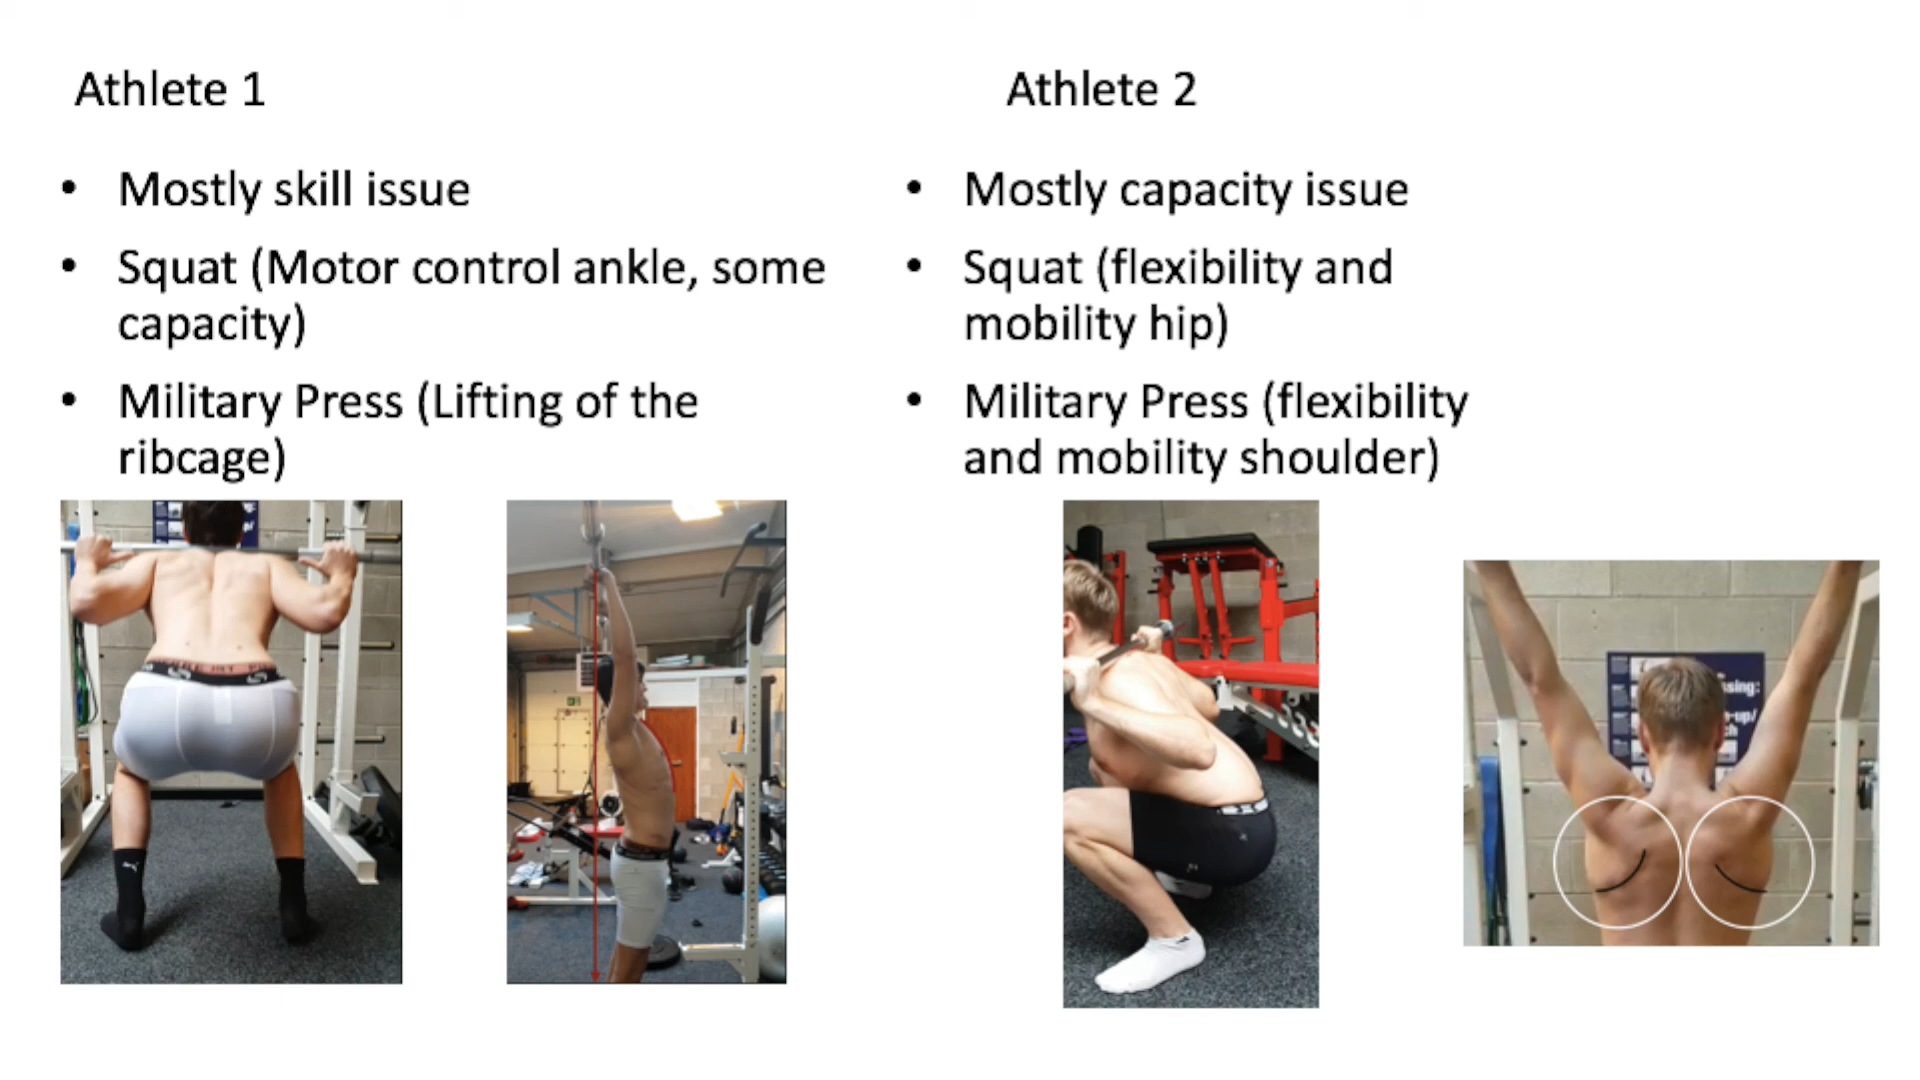 Athlete 1
• Mostly skill issue
• Squat (Motor control ankle, some
capacity)
• Military Press (Lifting of the
ribcage)
Athlete 2
• Mostly capacity issue
• Squat (flexibility and
mobility hip)
• Military Press (flexibility
and mobility shoulder)